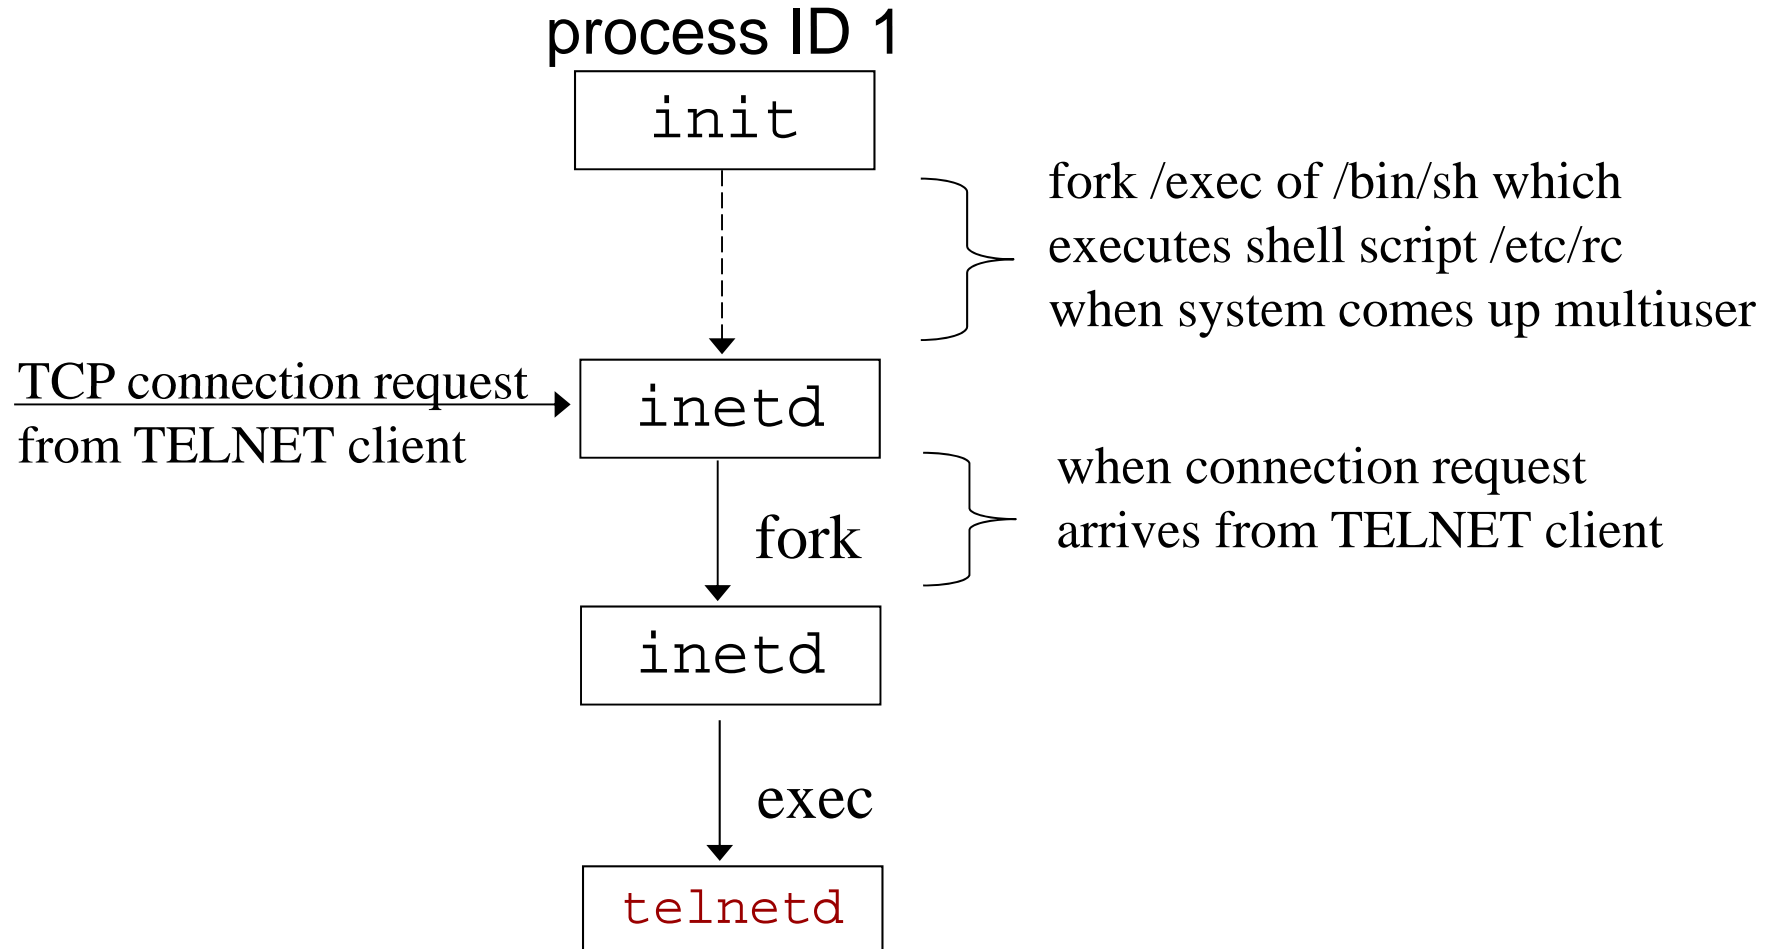 process ID 1
init
fork /exec of /bin/sh which
executes shell script /etc/rc
when system comes up multiuser
TCP connection request
from TELNET client
inetd
when connection request
arrives from TELNET client
fork
inetd
exec
telnetd